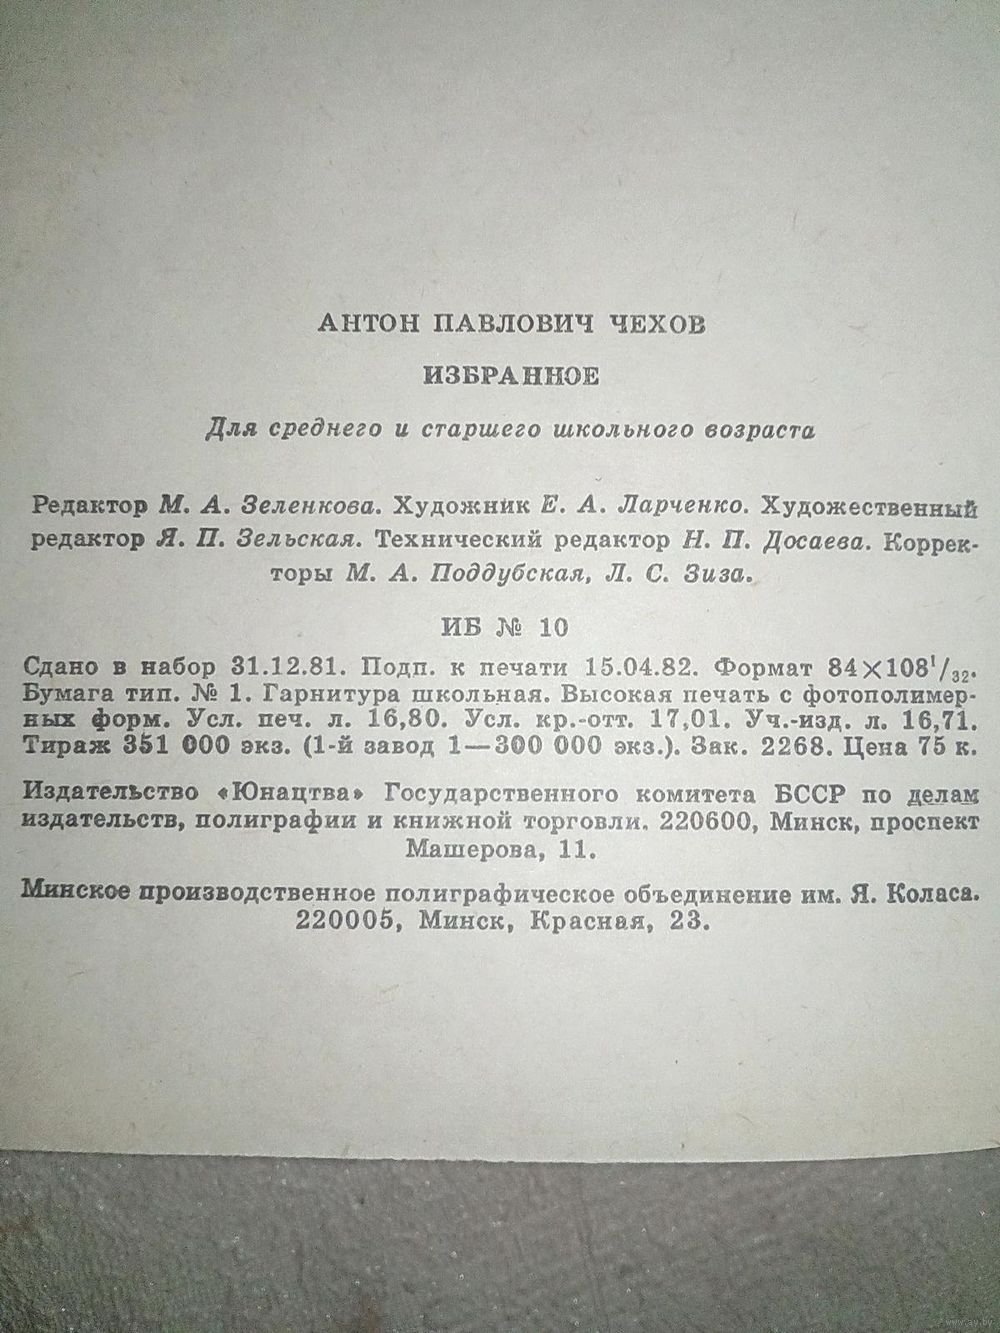 АНТОН ПАВЛОВИЧ ЧЕХОВ
ИЗБРАННОЕ
Для среднего и старшего школьного возраста
Редактор М. А. Зеленкова. Художник Е. А. Ларченко. Художественный
редактор Я. П. Зельская. Технический редактор Н. П. Досаева. Коррек-
торы М. А. Поддубская, Л. С. Зиза.
ИБ № 10
Сдано в набор 31.12.81. Подп. к печати 15.04.82. Формат 84×108¹/₃₂.
Бумага тип. № 1. Гарнитура школьная. Высокая печать с фотополимер-
ных форм. Усл. печ. л. 16,80. Усл. кр.-отт. 17,01. Уч.-изд. л. 16,71.
Тираж 351 000 экз. (1-й завод 1—300 000 экз.). Зак. 2268. Цена 75 к.
Издательство «Юнацтва» Государственного комитета БССР по делам
издательств, полиграфии и книжной торговли. 220600, Минск, проспект
Машерова, 11.
Минское производственное полиграфическое объединение им. Я. Коласа.
220005, Минск, Красная, 23.
www.ay.by